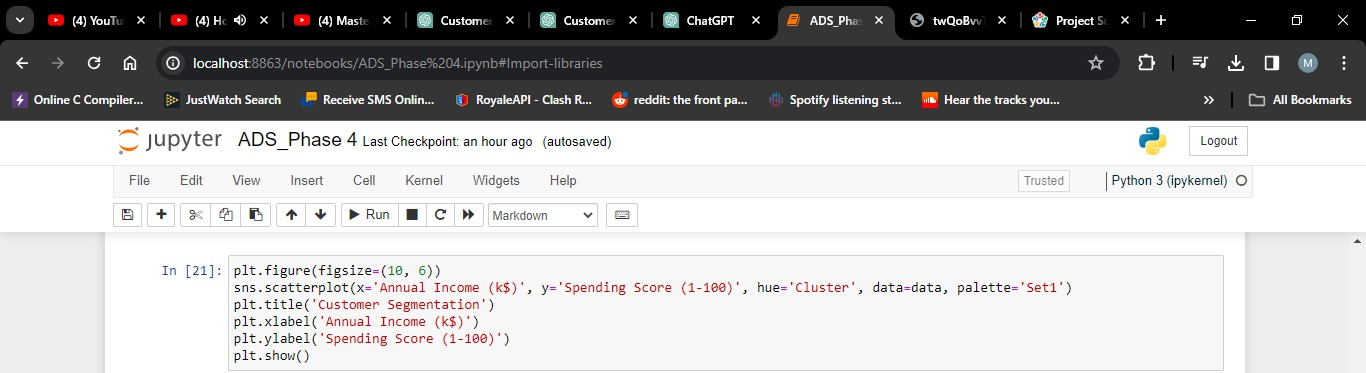 (4) YouTu (4) Ho (4) Maste Customer Customer ChatGPT ADS_Phas twQoBvv Project Su
localhost:8863/notebooks/ADS_Phase%204.ipynb#Import-libraries M
Online C Compiler... JustWatch Search Receive SMS Onlin... RoyaleAPI - Clash R... reddit: the front pa... Spotify listening st... Hear the tracks you... » All Bookmarks
jupyter ADS_Phase 4 Last Checkpoint: an hour ago (autosaved) Logout
File Edit View Insert Cell Kernel Widgets Help Trusted Python 3 (ipykernel)
Run Markdown
In [21]: plt.figure(figsize=(10, 6))
sns.scatterplot(x='Annual Income (k$)', y='Spending Score (1-100)', hue='Cluster', data=data, palette='Set1')
plt.title('Customer Segmentation')
plt.xlabel('Annual Income (k$)')
plt.ylabel('Spending Score (1-100)')
plt.show()